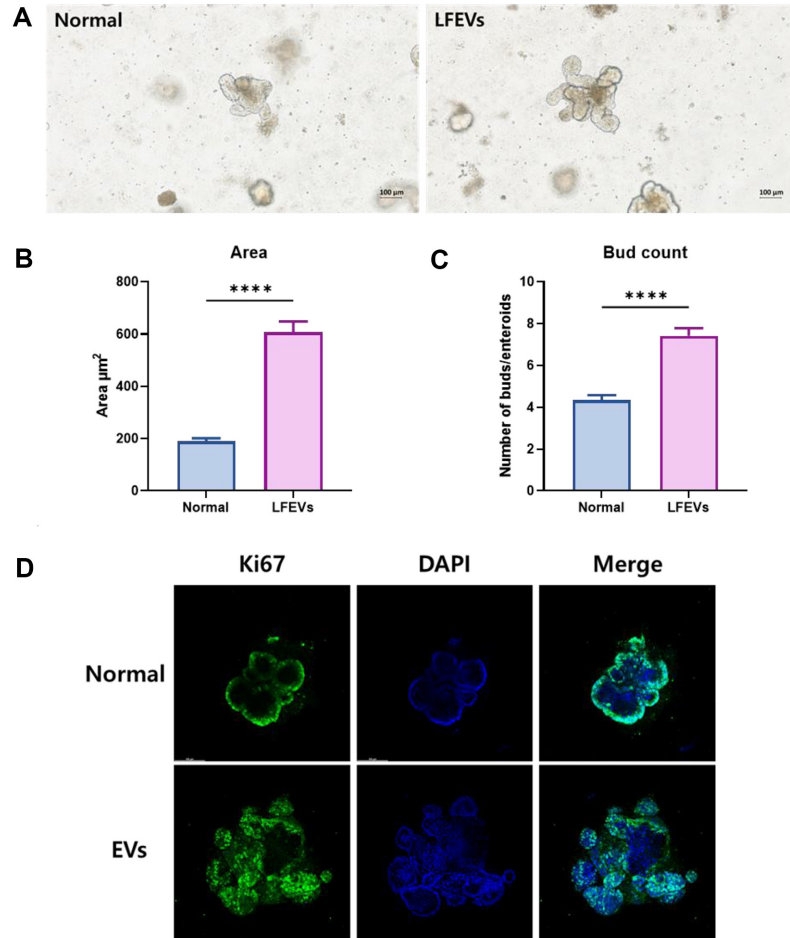 A
Normal
LFEVs
100 µm
100 µm
B
Area
800
600
400
200
0
Area µm²
****
Normal
LFEVs
C
Bud count
10
8
6
4
2
0
Number of buds/enteroids
****
Normal
LFEVs
D
Ki67
DAPI
Merge
Normal
EVs